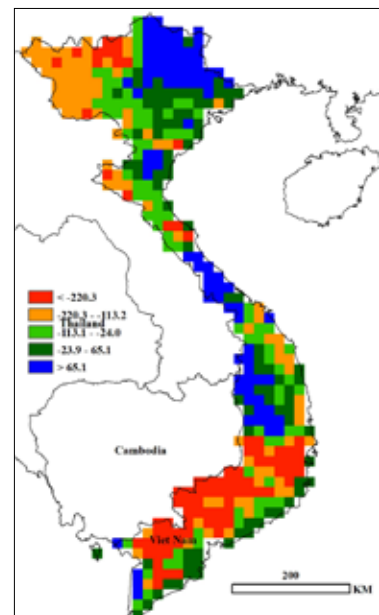 < -220.3
-220.3 - -113.2
Thailand
-113.1 - -24.0
-23.9 - 65.1
> 65.1
Cambodia
Viet Nam
200
KM